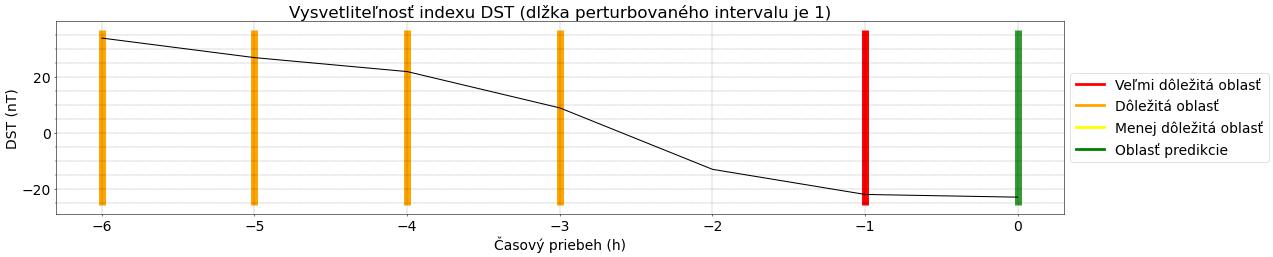 Vysvetliteľnosť indexu DST (dĺžka perturbovaného intervalu je 1)
DST (nT)
20
0
−20
−6 −5 −4 −3 −2 −1 0
Časový priebeh (h)
Veľmi dôležitá oblasť
Dôležitá oblasť
Menej dôležitá oblasť
Oblasť predikcie